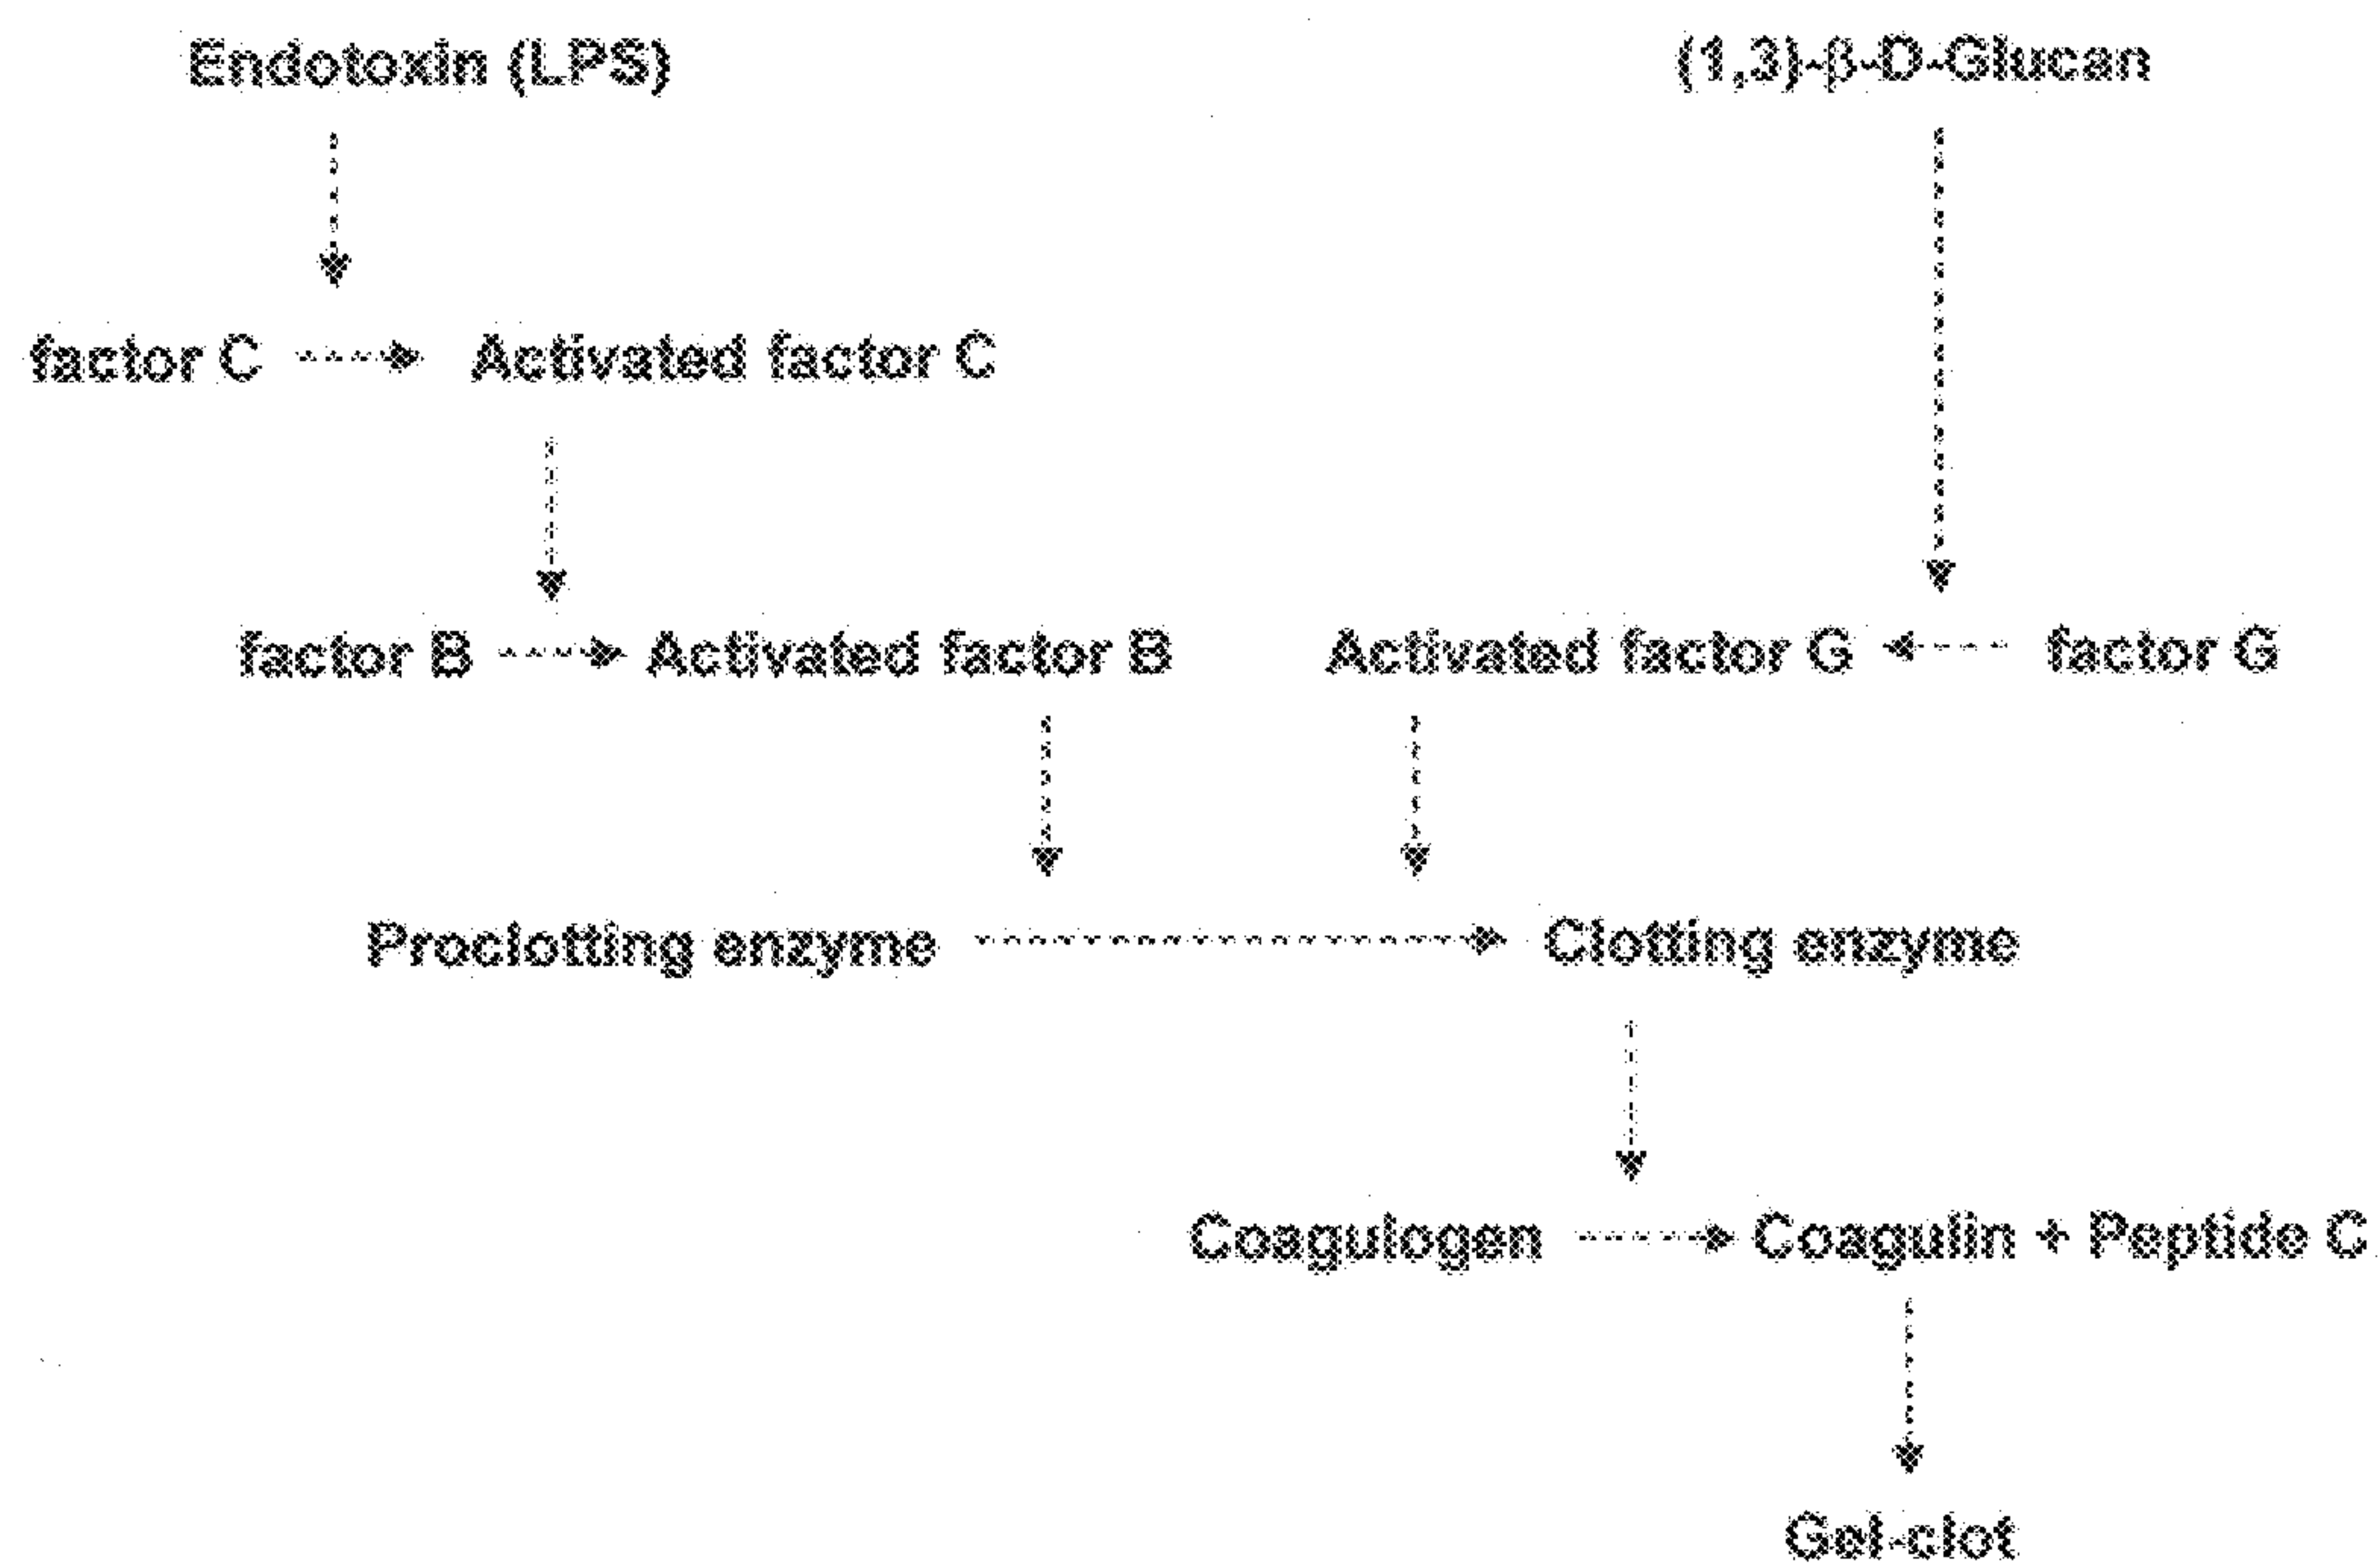 Endotoxin (LPS) (1,3)-β-D-Glucan
factor C Activated factor C
factor B Activated factor B Activated factor G factor G
Proclotting enzyme Clotting enzyme
Coagulogen Coagulin + Peptide C
Gel-clot